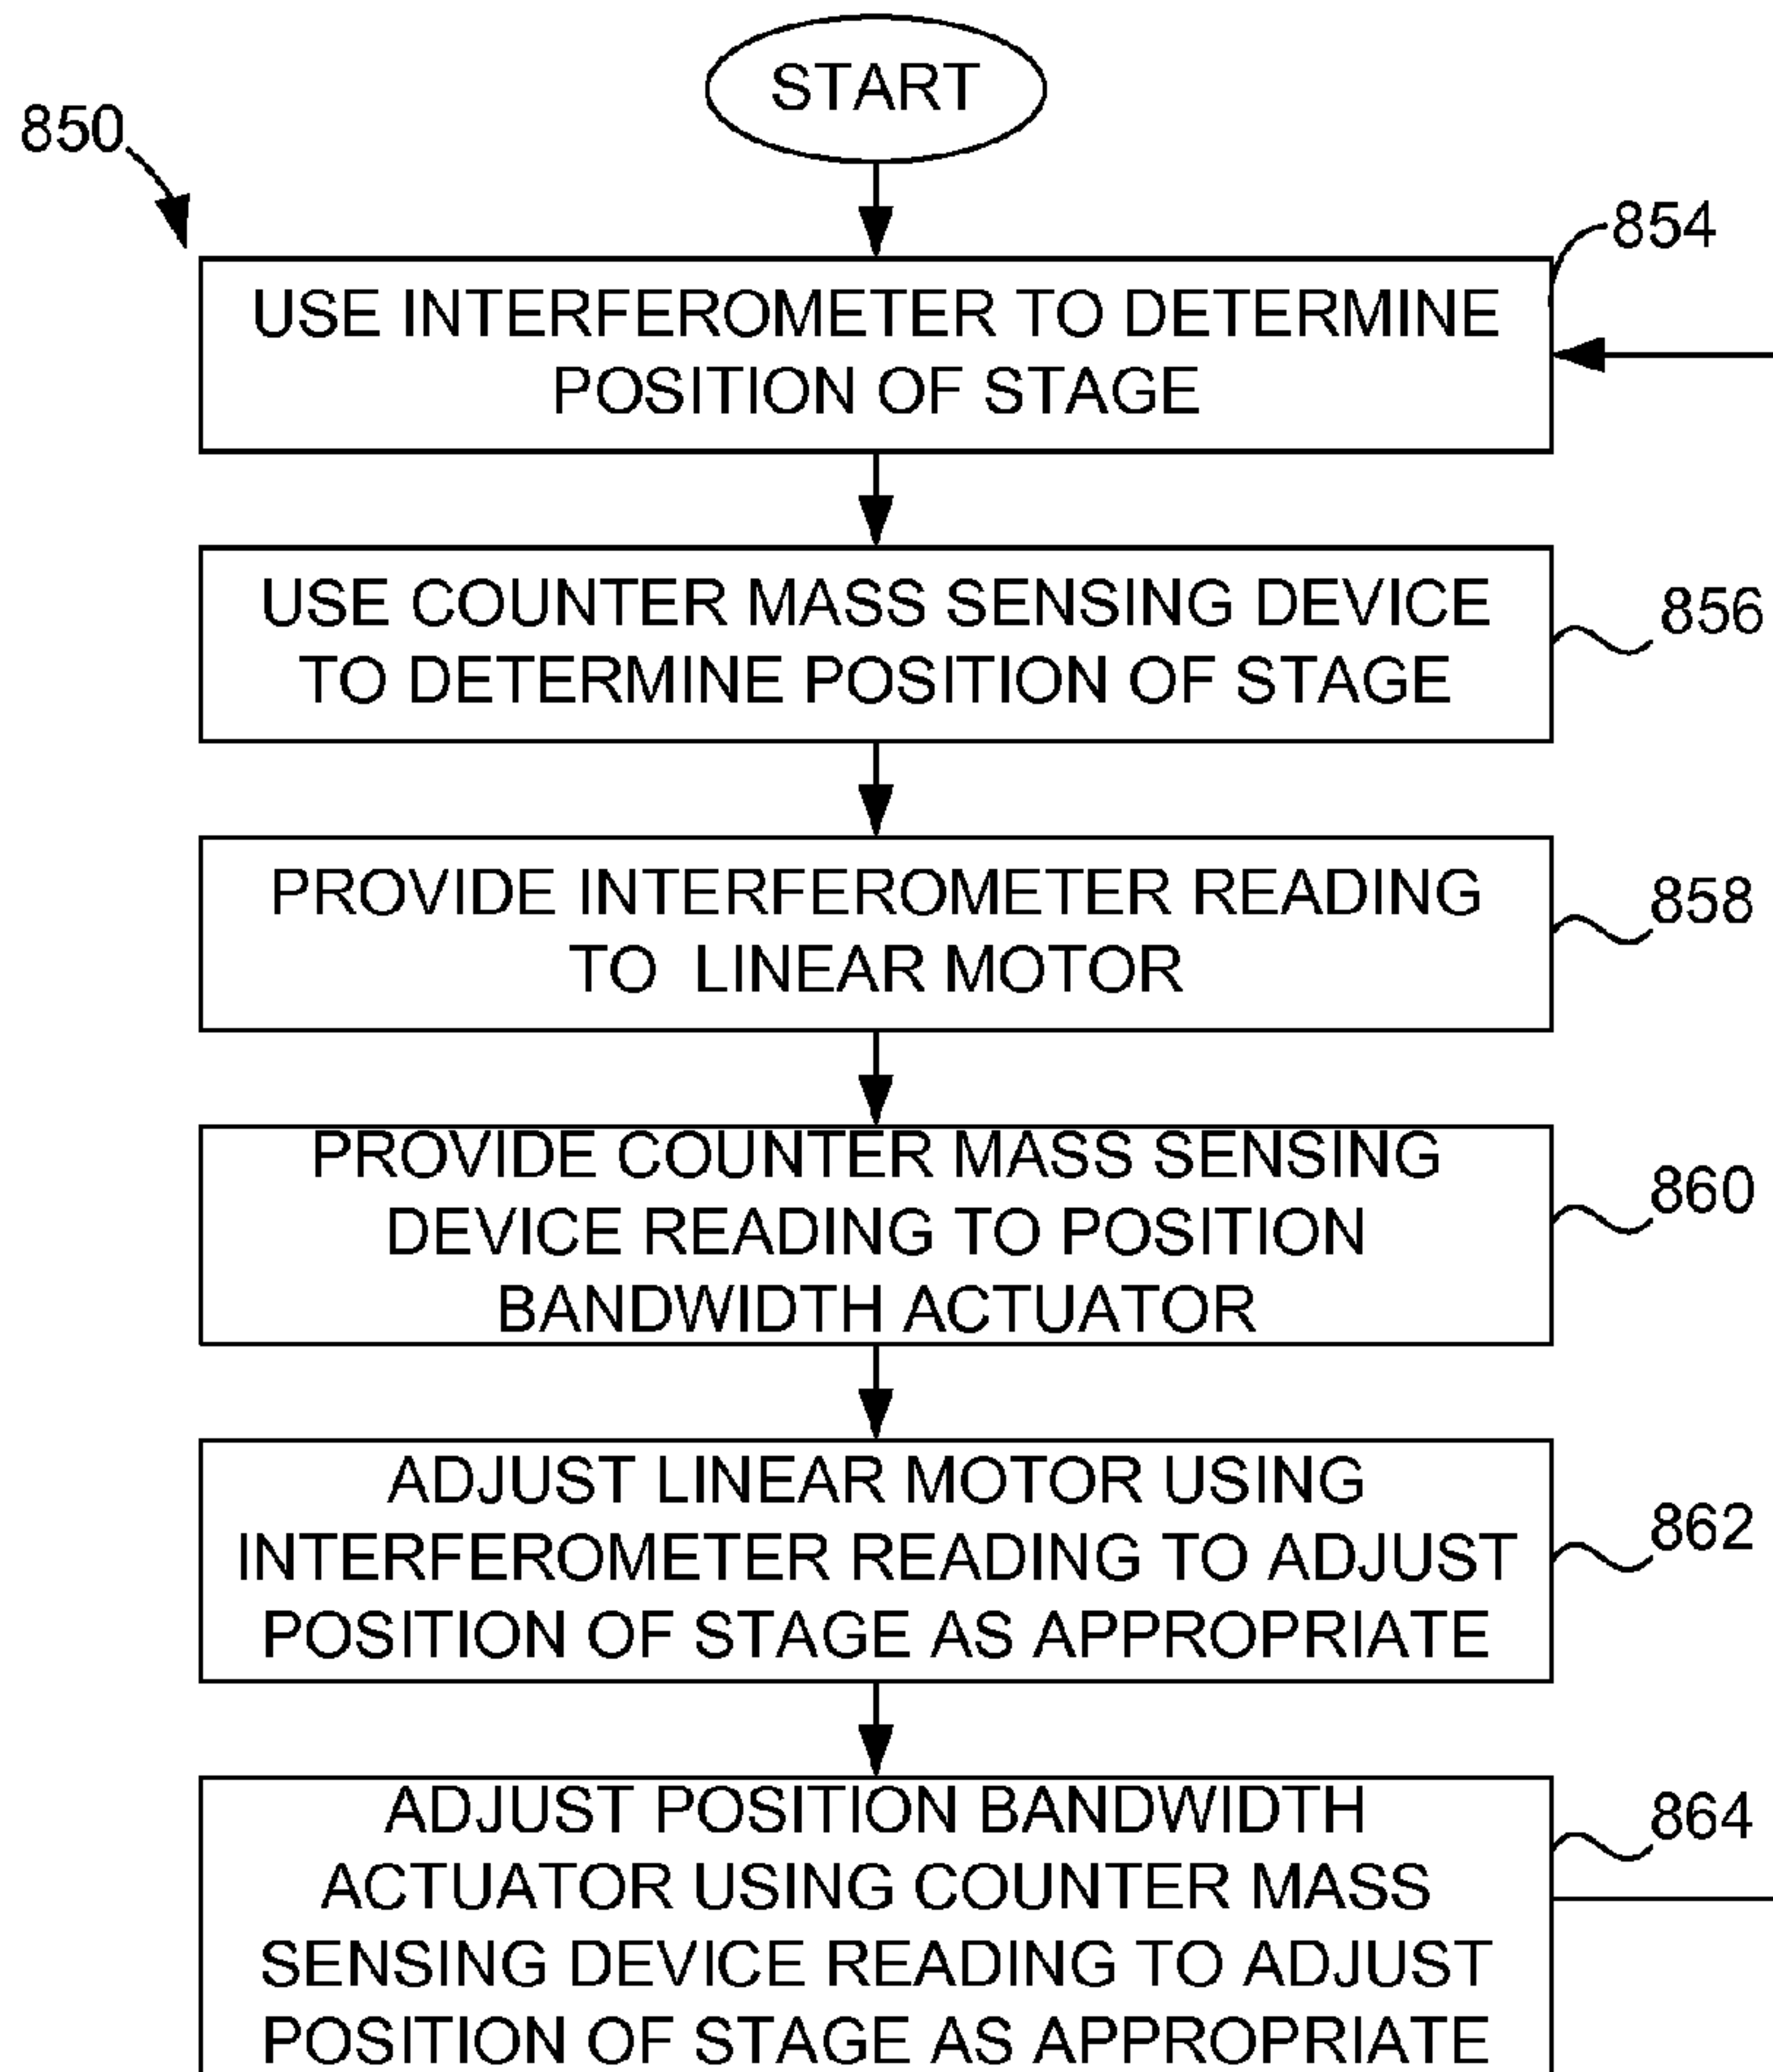 START
850
854
USE INTERFEROMETER TO DETERMINE
POSITION OF STAGE
USE COUNTER MASS SENSING DEVICE
TO DETERMINE POSITION OF STAGE
856
PROVIDE INTERFEROMETER READING
TO LINEAR MOTOR
858
PROVIDE COUNTER MASS SENSING
DEVICE READING TO POSITION
BANDWIDTH ACTUATOR
860
ADJUST LINEAR MOTOR USING
INTERFEROMETER READING TO ADJUST
POSITION OF STAGE AS APPROPRIATE
862
ADJUST POSITION BANDWIDTH
ACTUATOR USING COUNTER MASS
SENSING DEVICE READING TO ADJUST
POSITION OF STAGE AS APPROPRIATE
864